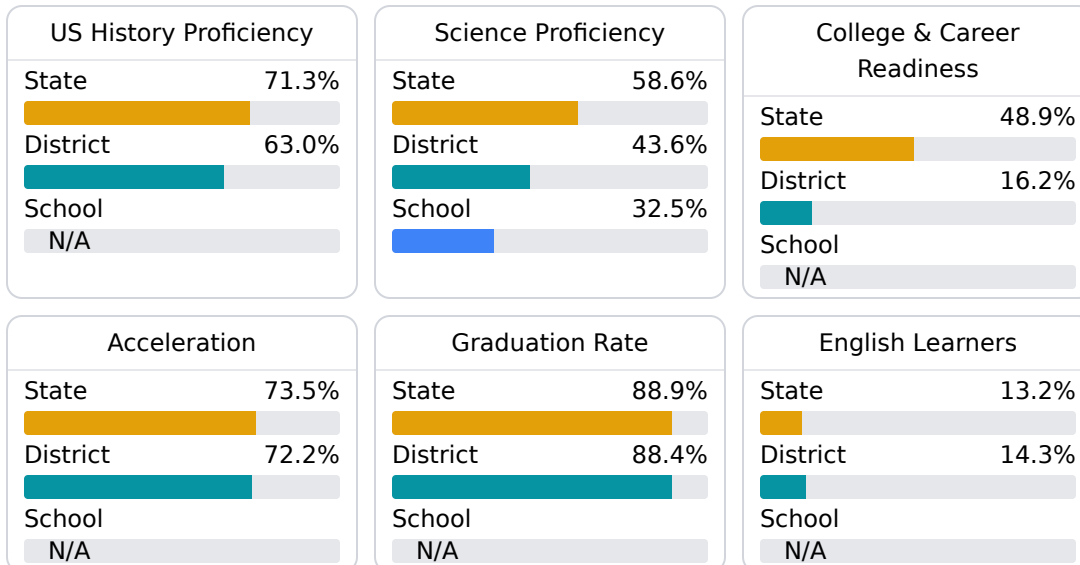 US History Proficiency
State 71.3%
District 63.0%
School
N/A
Science Proficiency
State 58.6%
District 43.6%
School 32.5%
College & Career
Readiness
State 48.9%
District 16.2%
School
N/A
Acceleration
State 73.5%
District 72.2%
School
N/A
Graduation Rate
State 88.9%
District 88.4%
School
N/A
English Learners
State 13.2%
District 14.3%
School
N/A